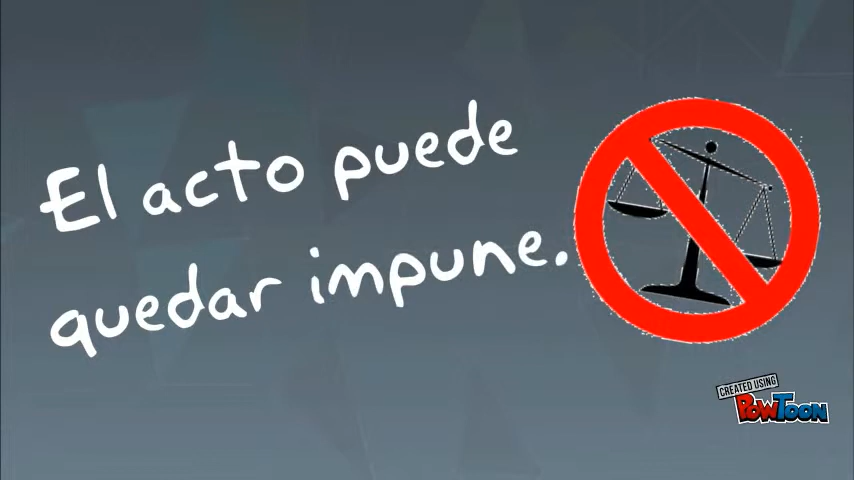 El acto puede
quedar impune.
CREATED USING
POWTOON